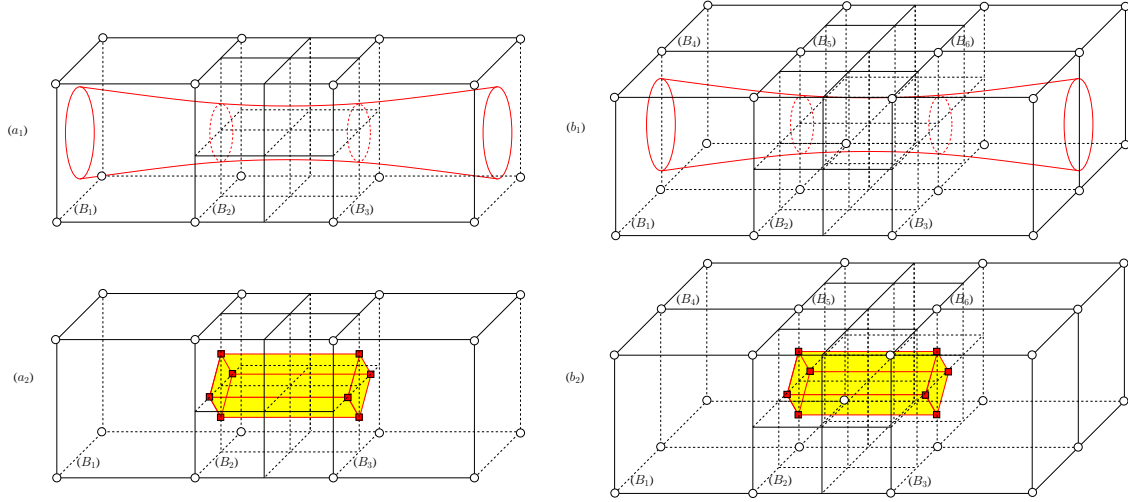 (B₄) (B₅) (B₆)
(a₁) (b₁)
(B₁) (B₂) (B₃) (B₁) (B₂) (B₃)
(B₄) (B₅) (B₆)
(a₂) (b₂)
(B₁) (B₂) (B₃) (B₁) (B₂) (B₃)